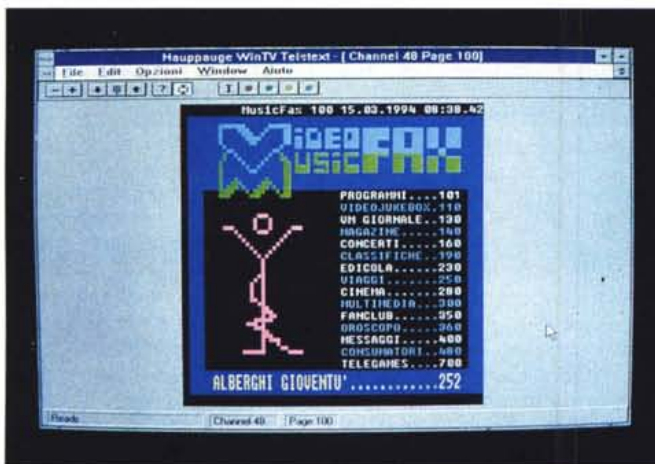 Hauppauge WinTV Teletext - [ Channel 48 Page 100]
File Edit Opzioni Window Aiuto
MusicFax 100 15.03.1994 08:38.42
VIDEO
MUSIC FAX
PROGRAMMI....101
VIDEOJUKEBOX.110
VM GIORNALE..130
MAGAZINE.....140
CONCERTI.....160
CLASSIFICHE..190
EDICOLA......230
VIAGGI.......250
CINEMA.......280
MULTIMEDIA...300
FANCLUB......350
OROSCOPO.....360
MESSAGGI.....400
CONSUMATORI..480
TELEGAMES....700
ALBERGHI GIOVENTU'............252
Ready
Channel 48
Page 100